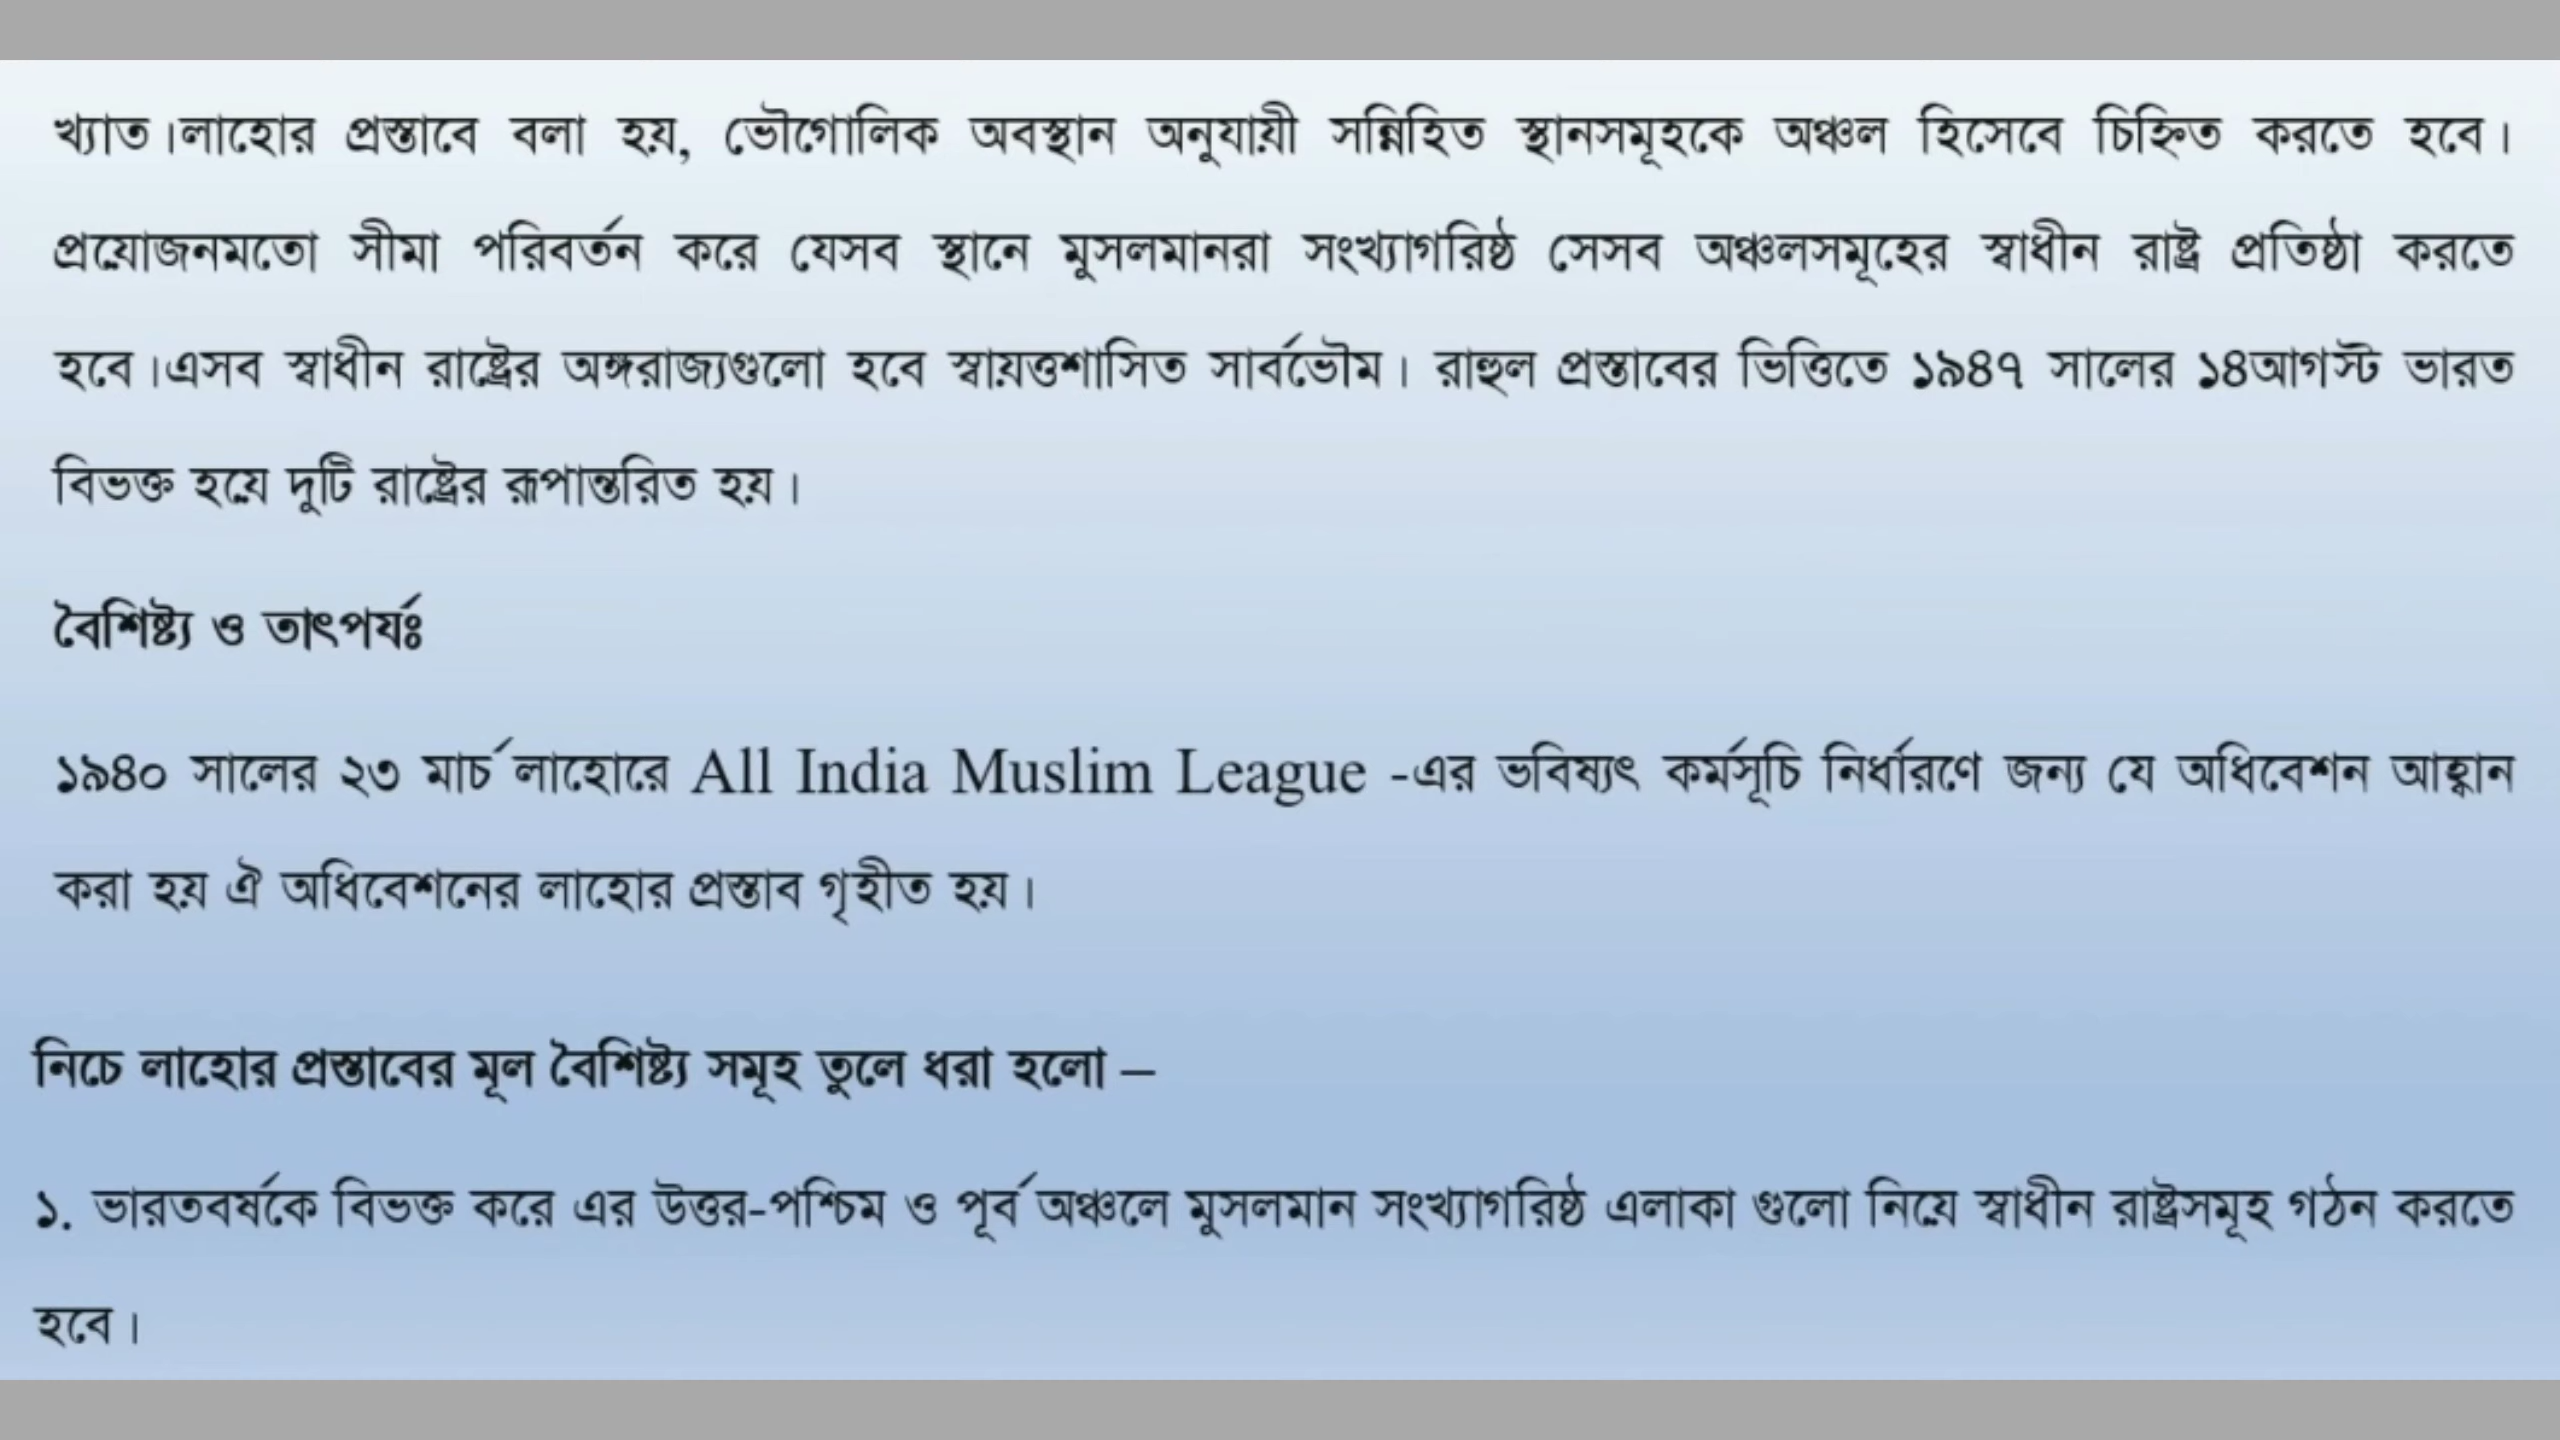 খ্যাত।লাহোর প্রস্তাবে বলা হয়, ভৌগোলিক অবস্থান অনুযায়ী সন্নিহিত স্থানসমূহকে অঞ্চল হিসেবে চিহ্নিত করতে হবে।
প্রয়োজনমতো সীমা পরিবর্তন করে যেসব স্থানে মুসলমানরা সংখ্যাগরিষ্ঠ সেসব অঞ্চলসমূহের স্বাধীন রাষ্ট্র প্রতিষ্ঠা করতে
হবে।এসব স্বাধীন রাষ্ট্রের অঙ্গরাজ্যগুলো হবে স্বায়ত্তশাসিত সার্বভৌম। রাহুল প্রস্তাবের ভিত্তিতে ১৯৪৭ সালের ১৪আগস্ট ভারত
বিভক্ত হয়ে দুটি রাষ্ট্রের রূপান্তরিত হয়।
বৈশিষ্ট্য ও তাৎপর্যঃ
১৯৪০ সালের ২৩ মার্চ লাহোরে All India Muslim League -এর ভবিষ্যৎ কর্মসূচি নির্ধারণে জন্য যে অধিবেশন আহ্বান
করা হয় ঐ অধিবেশনের লাহোর প্রস্তাব গৃহীত হয়।
নিচে লাহোর প্রস্তাবের মূল বৈশিষ্ট্য সমূহ তুলে ধরা হলো –
১. ভারতবর্ষকে বিভক্ত করে এর উত্তর-পশ্চিম ও পূর্ব অঞ্চলে মুসলমান সংখ্যাগরিষ্ঠ এলাকা গুলো নিয়ে স্বাধীন রাষ্ট্রসমূহ গঠন করতে
হবে।